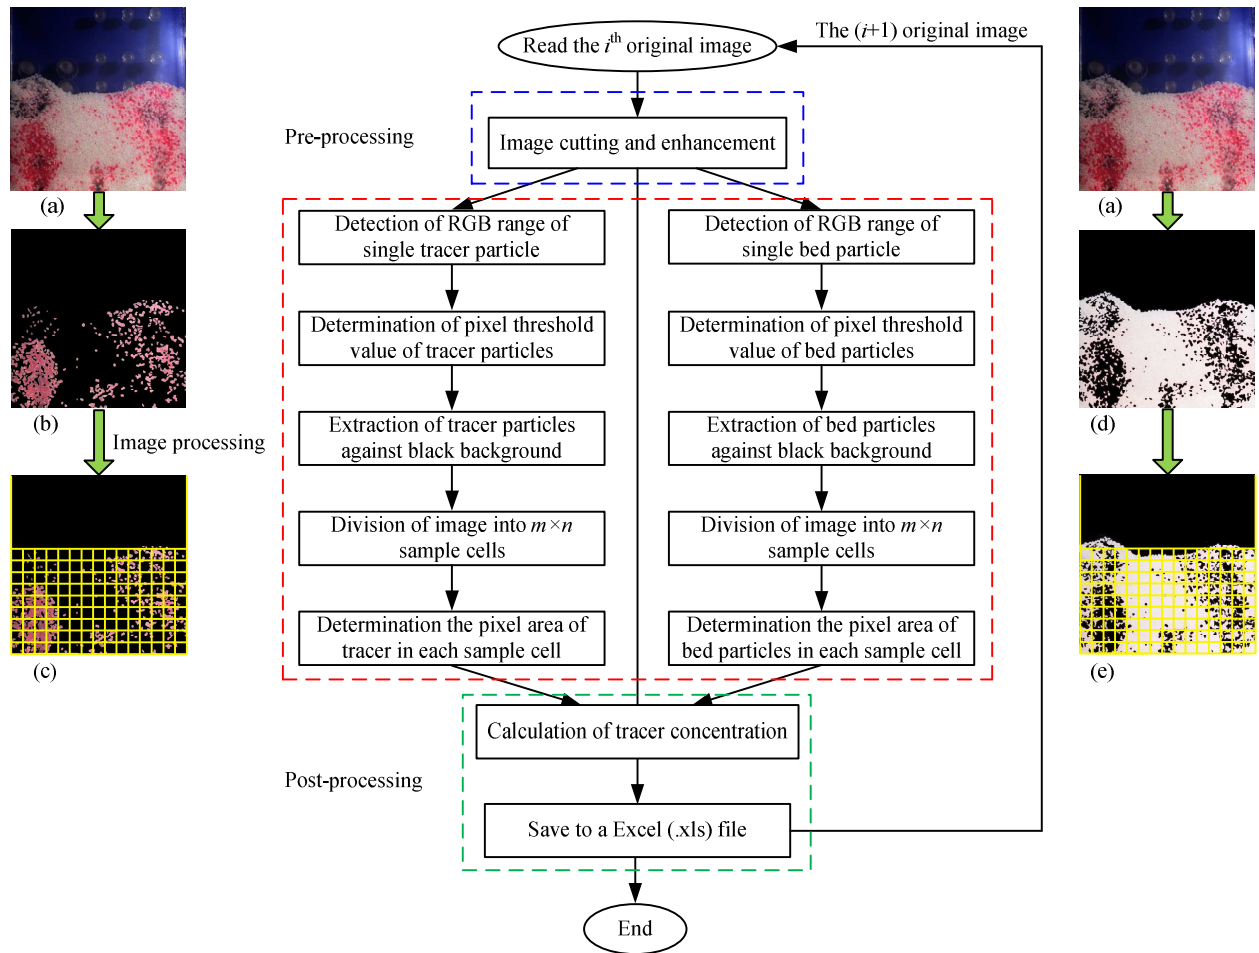 Read the iᵗʰ original image
The (i+1) original image
Pre-processing
Image cutting and enhancement
(a)
(a)
Detection of RGB range of
single tracer particle
Detection of RGB range of
single bed particle
Determination of pixel threshold
value of tracer particles
Determination of pixel threshold
value of bed particles
(b)
(d)
Image processing
Extraction of tracer particles
against black background
Extraction of bed particles
against black background
Division of image into m×n
sample cells
Division of image into m×n
sample cells
Determination the pixel area of
tracer in each sample cell
Determination the pixel area of
bed particles in each sample cell
(c)
(e)
Calculation of tracer concentration
Post-processing
Save to a Excel (.xls) file
End